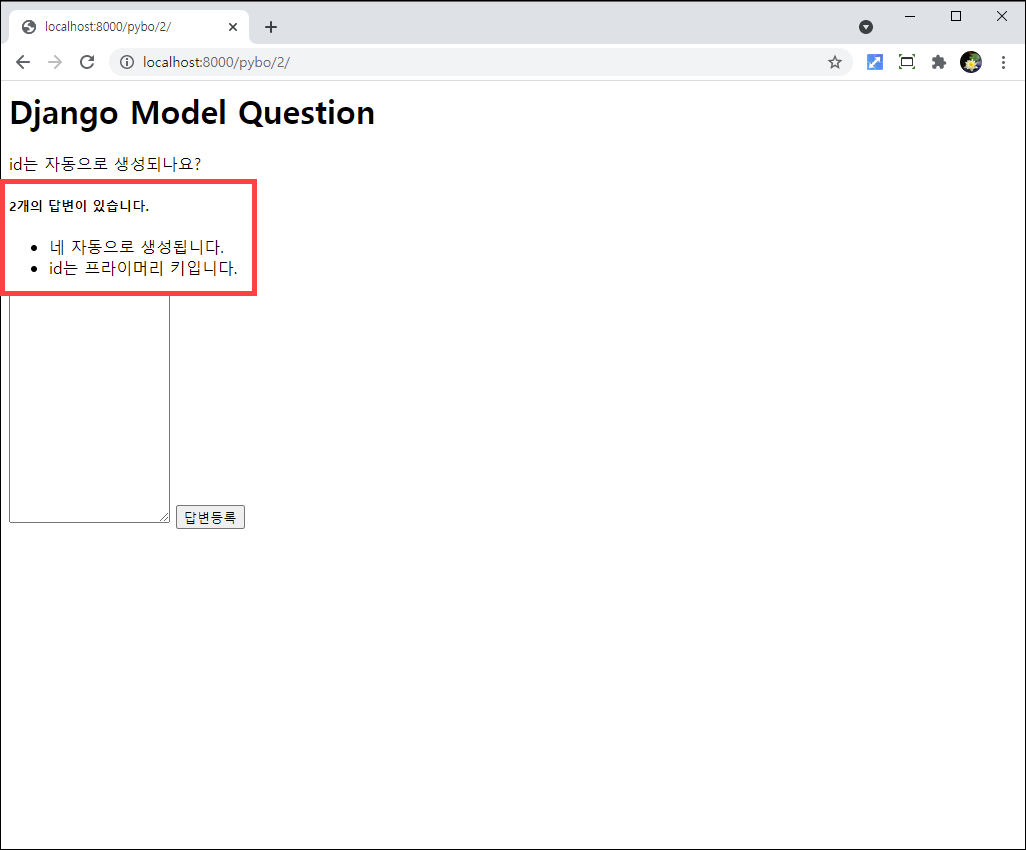 localhost:8000/pybo/2/
localhost:8000/pybo/2/
Django Model Question
id는 자동으로 생성되나요?
2개의 답변이 있습니다.
네 자동으로 생성됩니다.
id는 프라이머리 키입니다.
답변등록